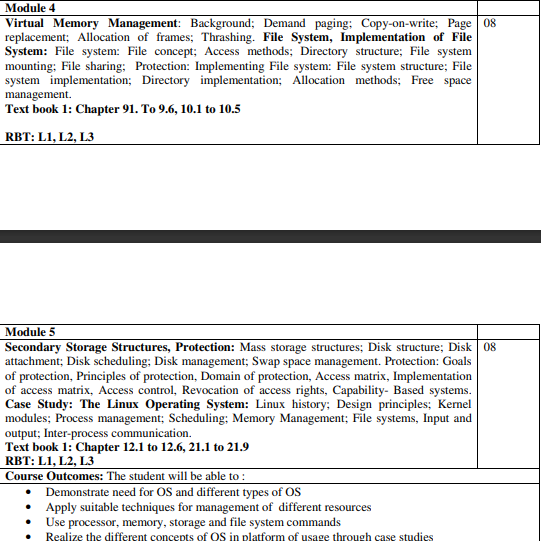 Module 4
Virtual Memory Management: Background; Demand paging; Copy-on-write; Page 08
replacement; Allocation of frames; Thrashing. File System, Implementation of File
System: File system: File concept; Access methods; Directory structure; File system
mounting; File sharing; Protection: Implementing File system: File system structure; File
system implementation; Directory implementation; Allocation methods; Free space
management.
Text book 1: Chapter 91. To 9.6, 10.1 to 10.5
RBT: L1, L2, L3
Module 5
Secondary Storage Structures, Protection: Mass storage structures; Disk structure; Disk 08
attachment; Disk scheduling; Disk management; Swap space management. Protection: Goals
of protection, Principles of protection, Domain of protection, Access matrix, Implementation
of access matrix, Access control, Revocation of access rights, Capability- Based systems.
Case Study: The Linux Operating System: Linux history; Design principles; Kernel
modules; Process management; Scheduling; Memory Management; File systems, Input and
output; Inter-process communication.
Text book 1: Chapter 12.1 to 12.6, 21.1 to 21.9
RBT: L1, L2, L3
Course Outcomes: The student will be able to :
• Demonstrate need for OS and different types of OS
• Apply suitable techniques for management of different resources
• Use processor, memory, storage and file system commands
• Realize the different concepts of OS in platform of usage through case studies